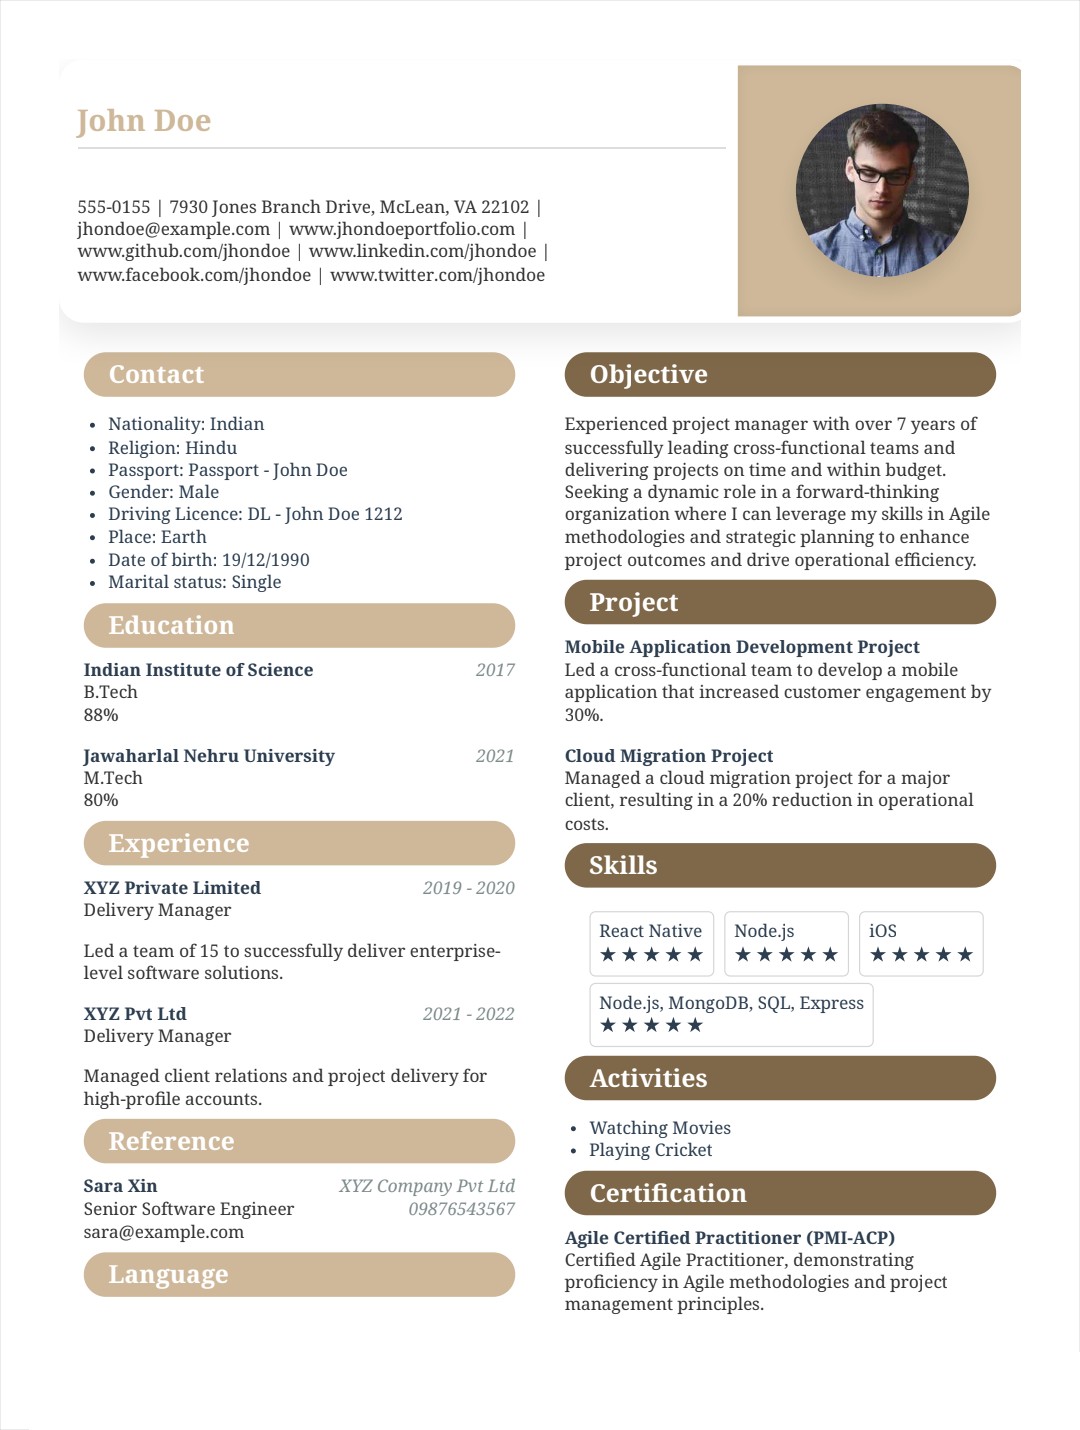 John Doe
555-0155 | 7930 Jones Branch Drive, McLean, VA 22102 |
jhondoe@example.com | www.jhondoeportfolio.com |
www.github.com/jhondoe | www.linkedin.com/jhondoe |
www.facebook.com/jhondoe | www.twitter.com/jhondoe
Contact
• Nationality: Indian
• Religion: Hindu
• Passport: Passport - John Doe
• Gender: Male
• Driving Licence: DL - John Doe 1212
• Place: Earth
• Date of birth: 19/12/1990
• Marital status: Single
Education
Indian Institute of Science 2017
B.Tech
88%
Jawaharlal Nehru University 2021
M.Tech
80%
Experience
XYZ Private Limited 2019 - 2020
Delivery Manager
Led a team of 15 to successfully deliver enterprise-
level software solutions.
XYZ Pvt Ltd 2021 - 2022
Delivery Manager
Managed client relations and project delivery for
high-profile accounts.
Reference
Sara Xin XYZ Company Pvt Ltd
Senior Software Engineer 09876543567
sara@example.com
Language
Objective
Experienced project manager with over 7 years of
successfully leading cross-functional teams and
delivering projects on time and within budget.
Seeking a dynamic role in a forward-thinking
organization where I can leverage my skills in Agile
methodologies and strategic planning to enhance
project outcomes and drive operational efficiency.
Project
Mobile Application Development Project
Led a cross-functional team to develop a mobile
application that increased customer engagement by
30%.
Cloud Migration Project
Managed a cloud migration project for a major
client, resulting in a 20% reduction in operational
costs.
Skills
React Native Node.js iOS
★★★★★ ★★★★★ ★★★★★
Node.js, MongoDB, SQL, Express
★★★★★
Activities
• Watching Movies
• Playing Cricket
Certification
Agile Certified Practitioner (PMI-ACP)
Certified Agile Practitioner, demonstrating
proficiency in Agile methodologies and project
management principles.